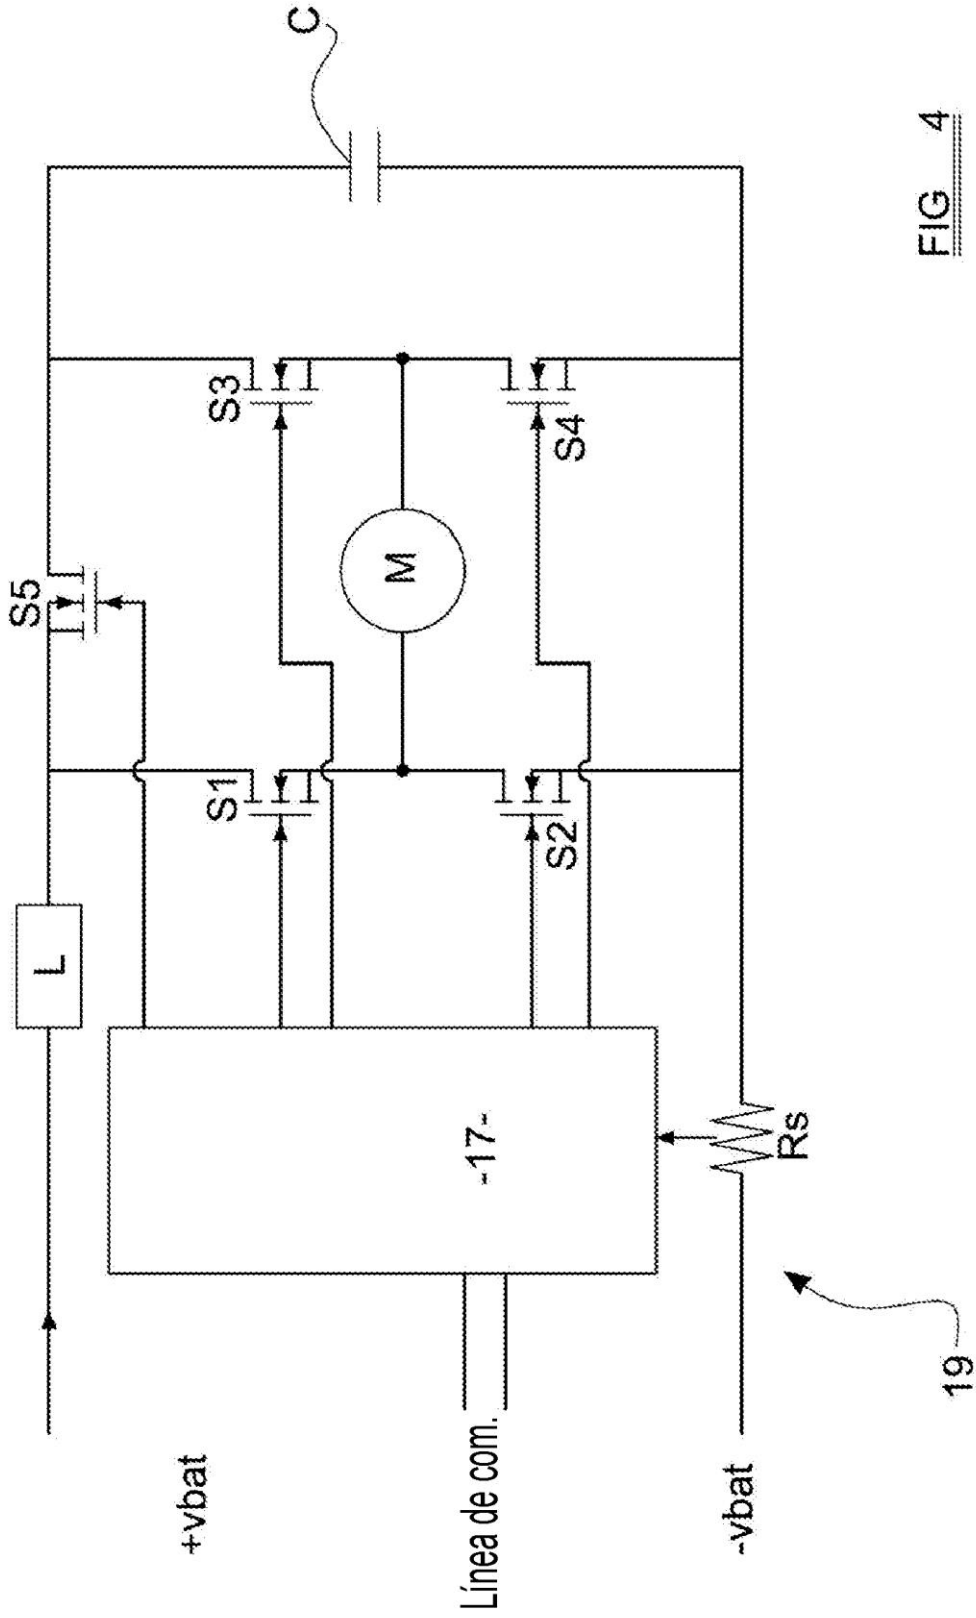 +vbat
L
S5
S1
S3
C
M
-17-
Línea de com.
S2
S4
-vbat
Rs
19
FIG 4